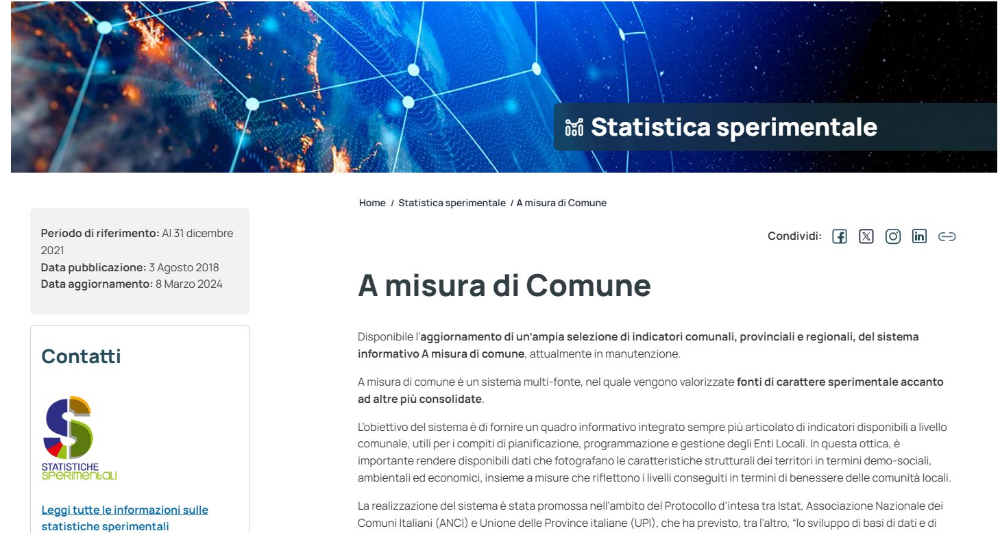 Statistica sperimentale
Home / Statistica sperimentale / A misura di Comune
Periodo di riferimento: Al 31 dicembre
2021
Data pubblicazione: 3 Agosto 2018
Data aggiornamento: 8 Marzo 2024
Contatti
STATISTICHE
sperimentali
Leggi tutte le informazioni sulle
statistiche sperimentali
Condividi:
A misura di Comune
Disponibile l’aggiornamento di un’ampia selezione di indicatori comunali, provinciali e regionali, del sistema
informativo A misura di comune, attualmente in manutenzione.
A misura di comune è un sistema multi-fonte, nel quale vengono valorizzate fonti di carattere sperimentale accanto
ad altre più consolidate.
L’obiettivo del sistema è di fornire un quadro informativo integrato sempre più articolato di indicatori disponibili a livello
comunale, utili per i compiti di pianificazione, programmazione e gestione degli Enti Locali. In questa ottica, è
importante rendere disponibili dati che fotografano le caratteristiche strutturali dei territori in termini demo-sociali,
ambientali ed economici, insieme a misure che riflettono i livelli conseguiti in termini di benessere delle comunità locali.
La realizzazione del sistema è stata promossa nell’ambito del Protocollo d’intesa tra Istat, Associazione Nazionale dei
Comuni Italiani (ANCI) e Unione delle Province italiane (UPI), che ha previsto, tra l’altro, “lo sviluppo di basi di dati e di